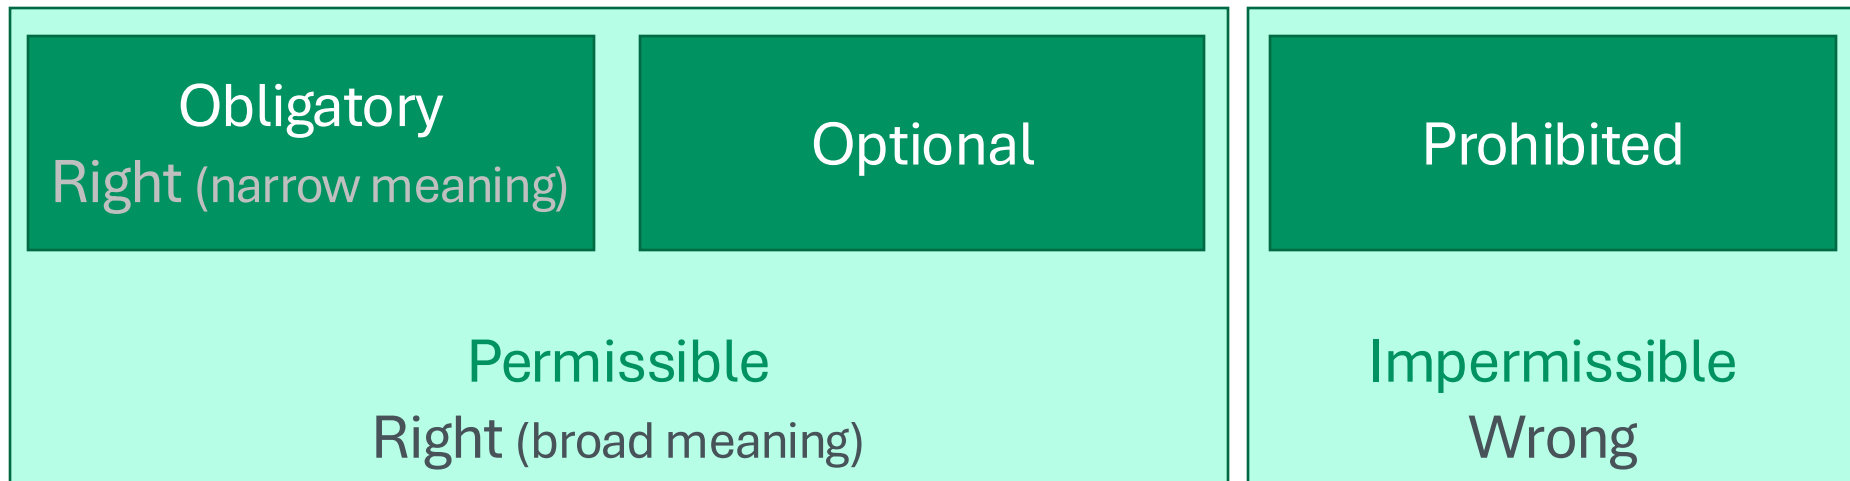 Obligatory
Right (narrow meaning)
Optional
Prohibited
Permissible
Right (broad meaning)
Impermissible
Wrong